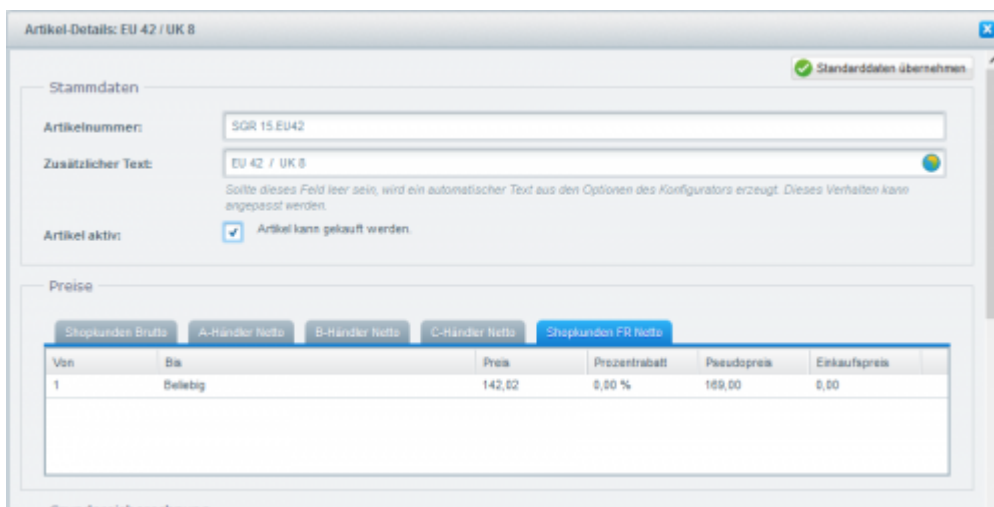 Artikel-Details: EU 42 / UK 8
Standarddaten übernehmen
Stammdaten
Artikelnummer: SGR 15.EU42
Zusätzlicher Text: EU 42 / UK 8
Sollte dieses Feld leer sein, wird ein automatischer Text aus den Optionen des Konfigurators erzeugt. Dieses Verhalten kann
angepasst werden.
Artikel aktiv: Artikel kann gekauft werden.
Preise
Shopkunden Brutto A-Händler Netto B-Händler Netto C-Händler Netto Shopkunden FR Netto
Von Bis Preis Prozentrabatt Pseudopreis Einkaufspreis
1 Beliebig 142,02 0,00 % 169,00 0,00